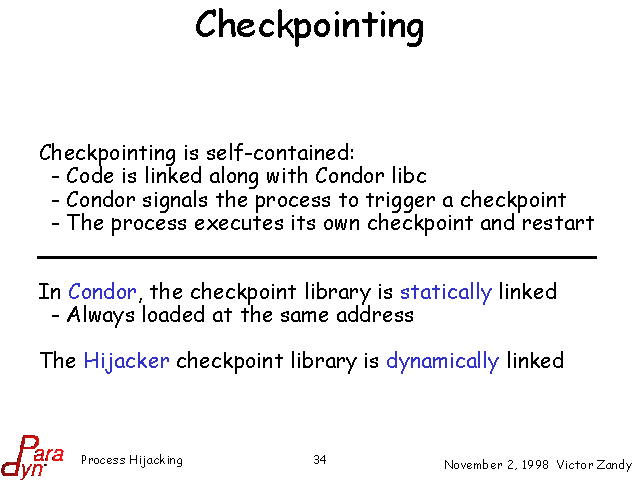 Checkpointing
Checkpointing is self-contained:
- Code is linked along with Condor libc
- Condor signals the process to trigger a checkpoint
- The process executes its own checkpoint and restart
In Condor, the checkpoint library is statically linked
- Always loaded at the same address
The Hijacker checkpoint library is dynamically linked
Para
dyn
Process Hijacking
34
November 2, 1998 Victor Zandy